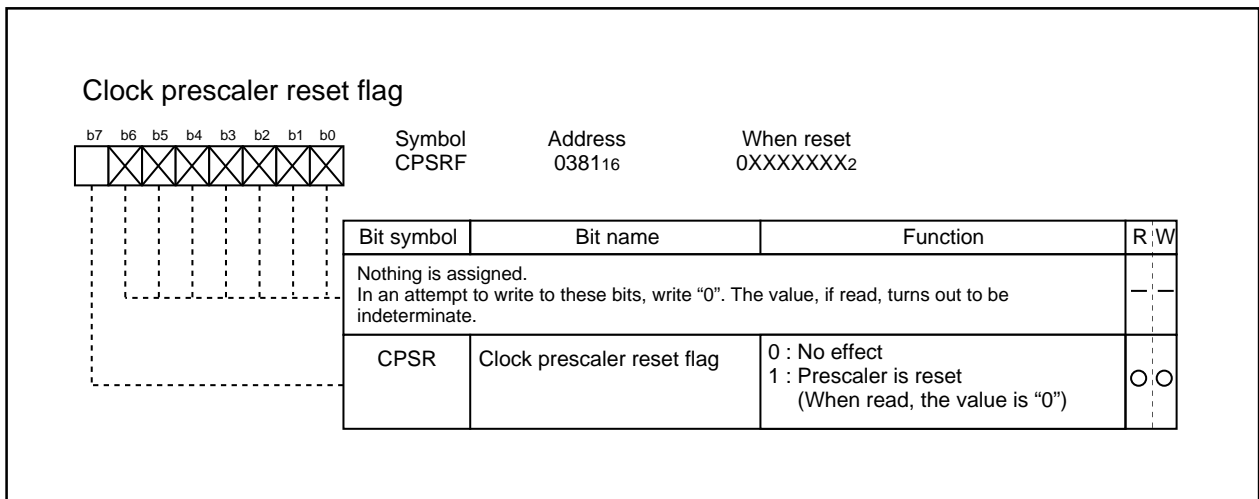 Clock prescaler reset flag
b7 b6 b5 b4 b3 b2 b1 b0
Symbol Address When reset
CPSRF 038116 0XXXXXXX2
Bit symbol Bit name Function R W
Nothing is assigned.
In an attempt to write to these bits, write “0”. The value, if read, turns out to be
indeterminate.
CPSR Clock prescaler reset flag 0 : No effect
1 : Prescaler is reset
(When read, the value is “0”)